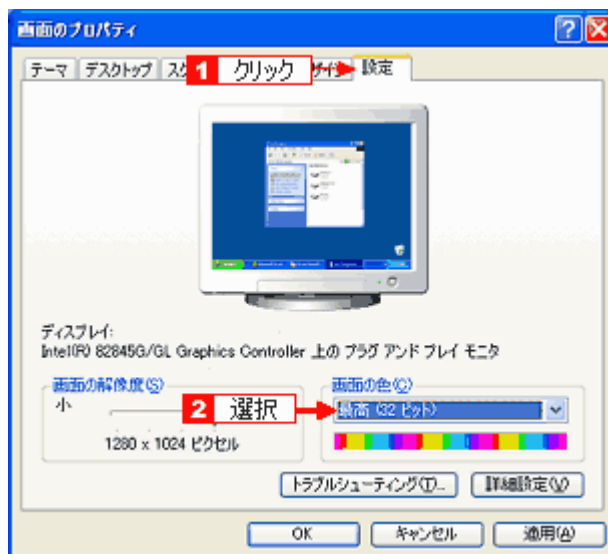 画面のプロパティ
テーマ デスクトップ スク 1 クリック ザイン 設定
ディスプレイ:
Intel(R) 82845G/GL Graphics Controller 上の プラグ アンド プレイ モニタ
画面の解像度(S)
小
1280 x 1024 ピクセル
画面の色(C)
2 選択
最高 (32 ビット)
トラブルシューティング(T)... 詳細設定(V)
OK キャンセル 適用(A)